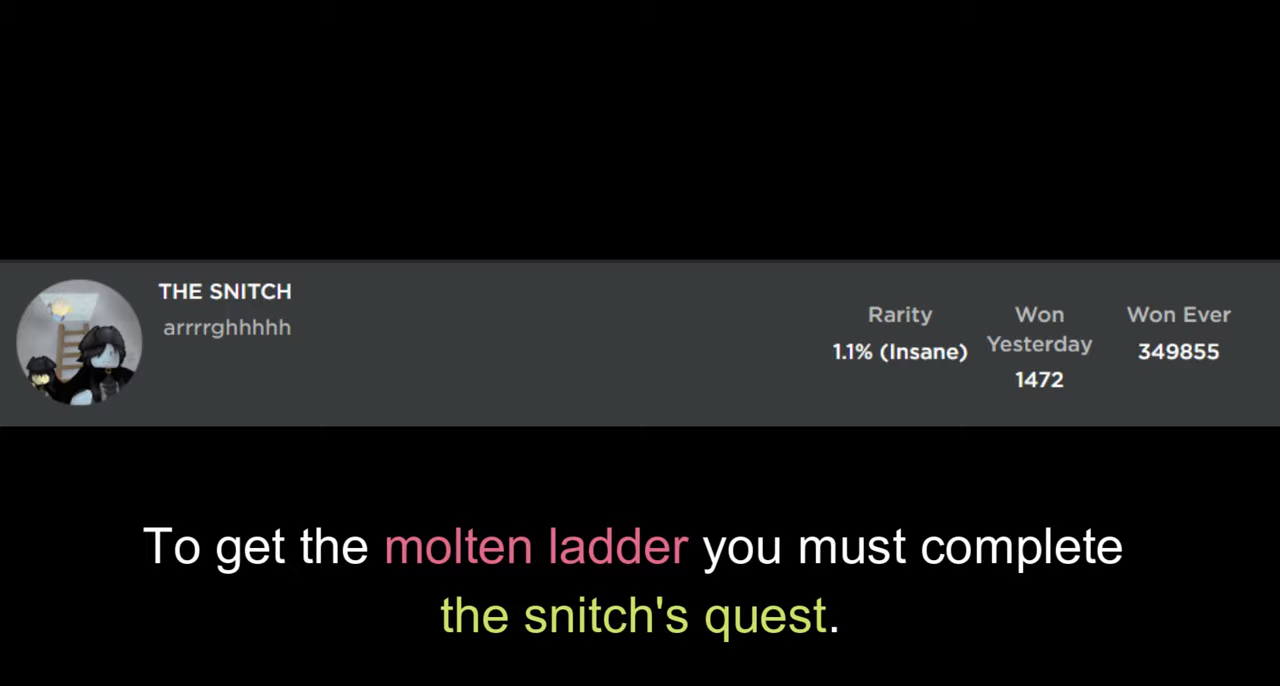 THE SNITCH
arrrrghhhhh
Rarity
1.1% (Insane)
Won
Yesterday
1472
Won Ever
349855
To get the molten ladder you must complete
the snitch's quest.